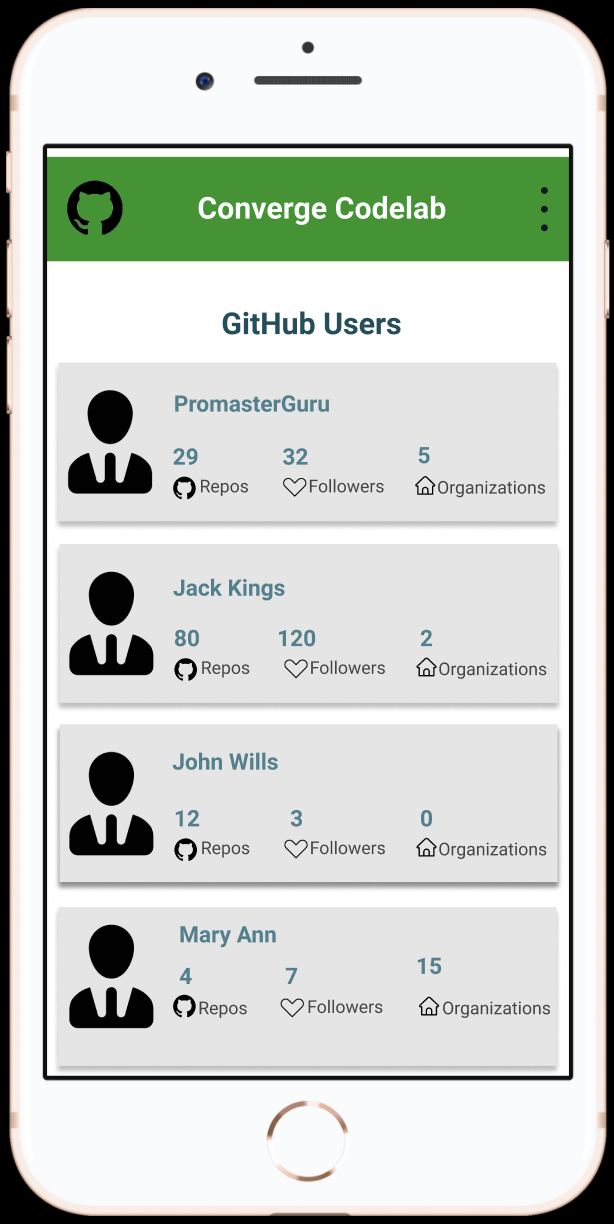 Converge Codelab
GitHub Users
PromasterGuru
29 32 5
Repos Followers Organizations
Jack Kings
80 120 2
Repos Followers Organizations
John Wills
12 3 0
Repos Followers Organizations
Mary Ann
4 7 15
Repos Followers Organizations